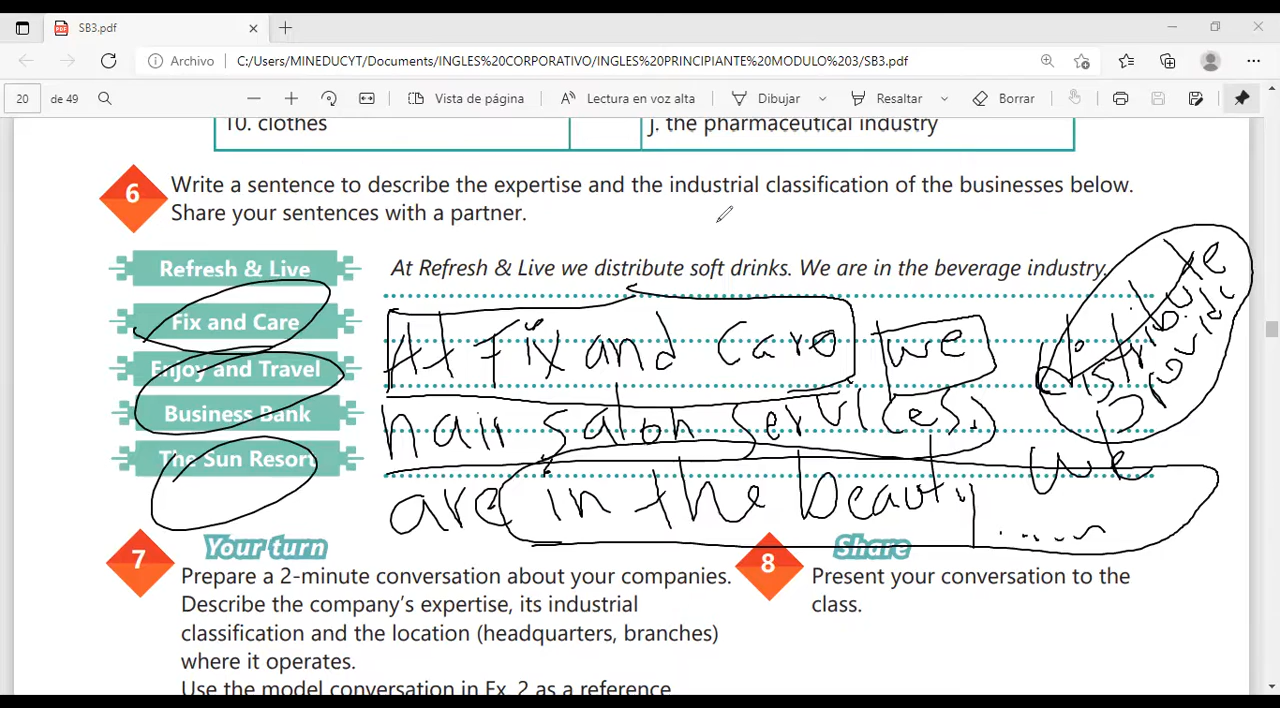 SB3.pdf
Archivo C:/Users/MINEDUCYT/Documents/INGLES%20CORPORATIVO/INGLES%20PRINCIPIANTE%20MODULO%203/SB3.pdf
20 de 49 Vista de página Lectura en voz alta Dibujar Resaltar Borrar
10. clothes J. the pharmaceutical industry
6 Write a sentence to describe the expertise and the industrial classification of the businesses below.
Share your sentences with a partner.
Refresh & Live At Refresh & Live we distribute soft drinks. We are in the beverage industry.
Fix and Care
At Fix and Care we distribute
provide
Enjoy and Travel
Business Bank
hair salon services. We
The Sun Resort
are in the beauty .....
7 Your turn
Prepare a 2-minute conversation about your companies.
Describe the company's expertise, its industrial
classification and the location (headquarters, branches)
where it operates.
Use the model conversation in Ex. 2 as a reference
8 Share
Present your conversation to the
class.